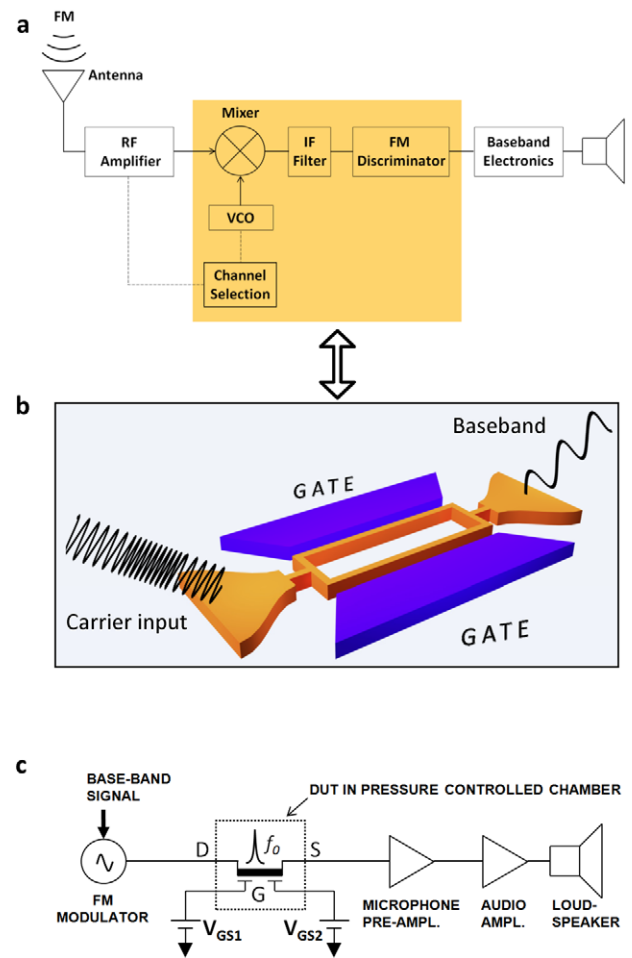 a
FM
Antenna
RF
Amplifier
Mixer
IF
Filter
FM
Discriminator
Baseband
Electronics
VCO
Channel
Selection
b
Baseband
GATE
Carrier input
GATE
c
BASE-BAND
SIGNAL
DUT IN PRESSURE CONTROLLED CHAMBER
D
fo
S
G
FM
MODULATOR
VGS1
VGS2
MICROPHONE
PRE-AMPL.
AUDIO
AMPL.
LOUD-
SPEAKER